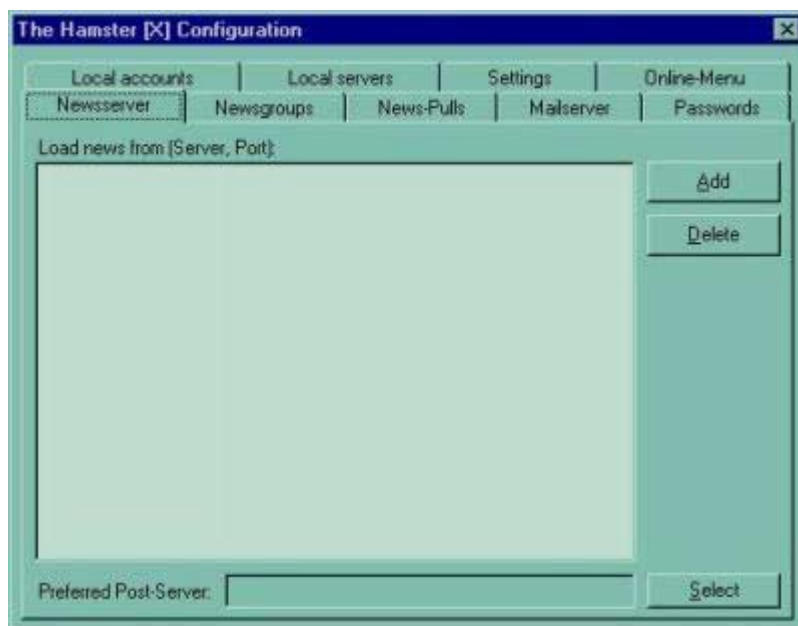 The Hamster [X] Configuration
Local accounts Local servers Settings Online-Menu
Newsserver Newsgroups News-Pulls Mailserver Passwords
Load news from (Server, Port):
Add
Delete
Preferred Post-Server: Select